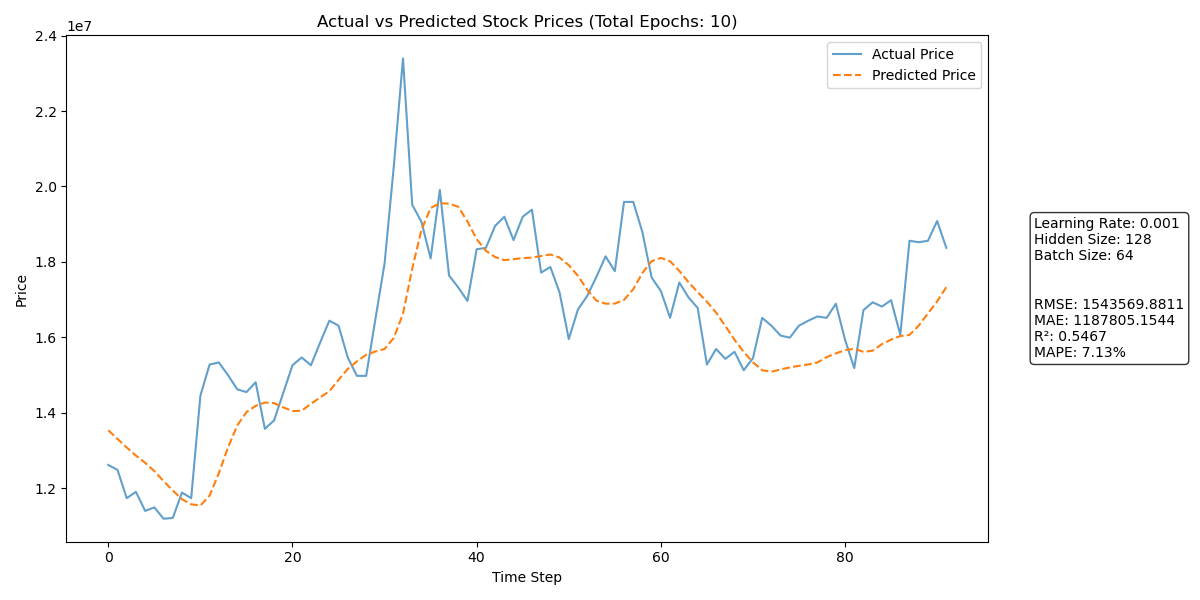 Actual vs Predicted Stock Prices (Total Epochs: 10)
1e7
2.4
2.2
2.0
1.8
1.6
1.4
1.2
Price
Actual Price
Predicted Price
0 20 40 60 80
Time Step
Learning Rate: 0.001
Hidden Size: 128
Batch Size: 64
RMSE: 1543569.8811
MAE: 1187805.1544
R²: 0.5467
MAPE: 7.13%